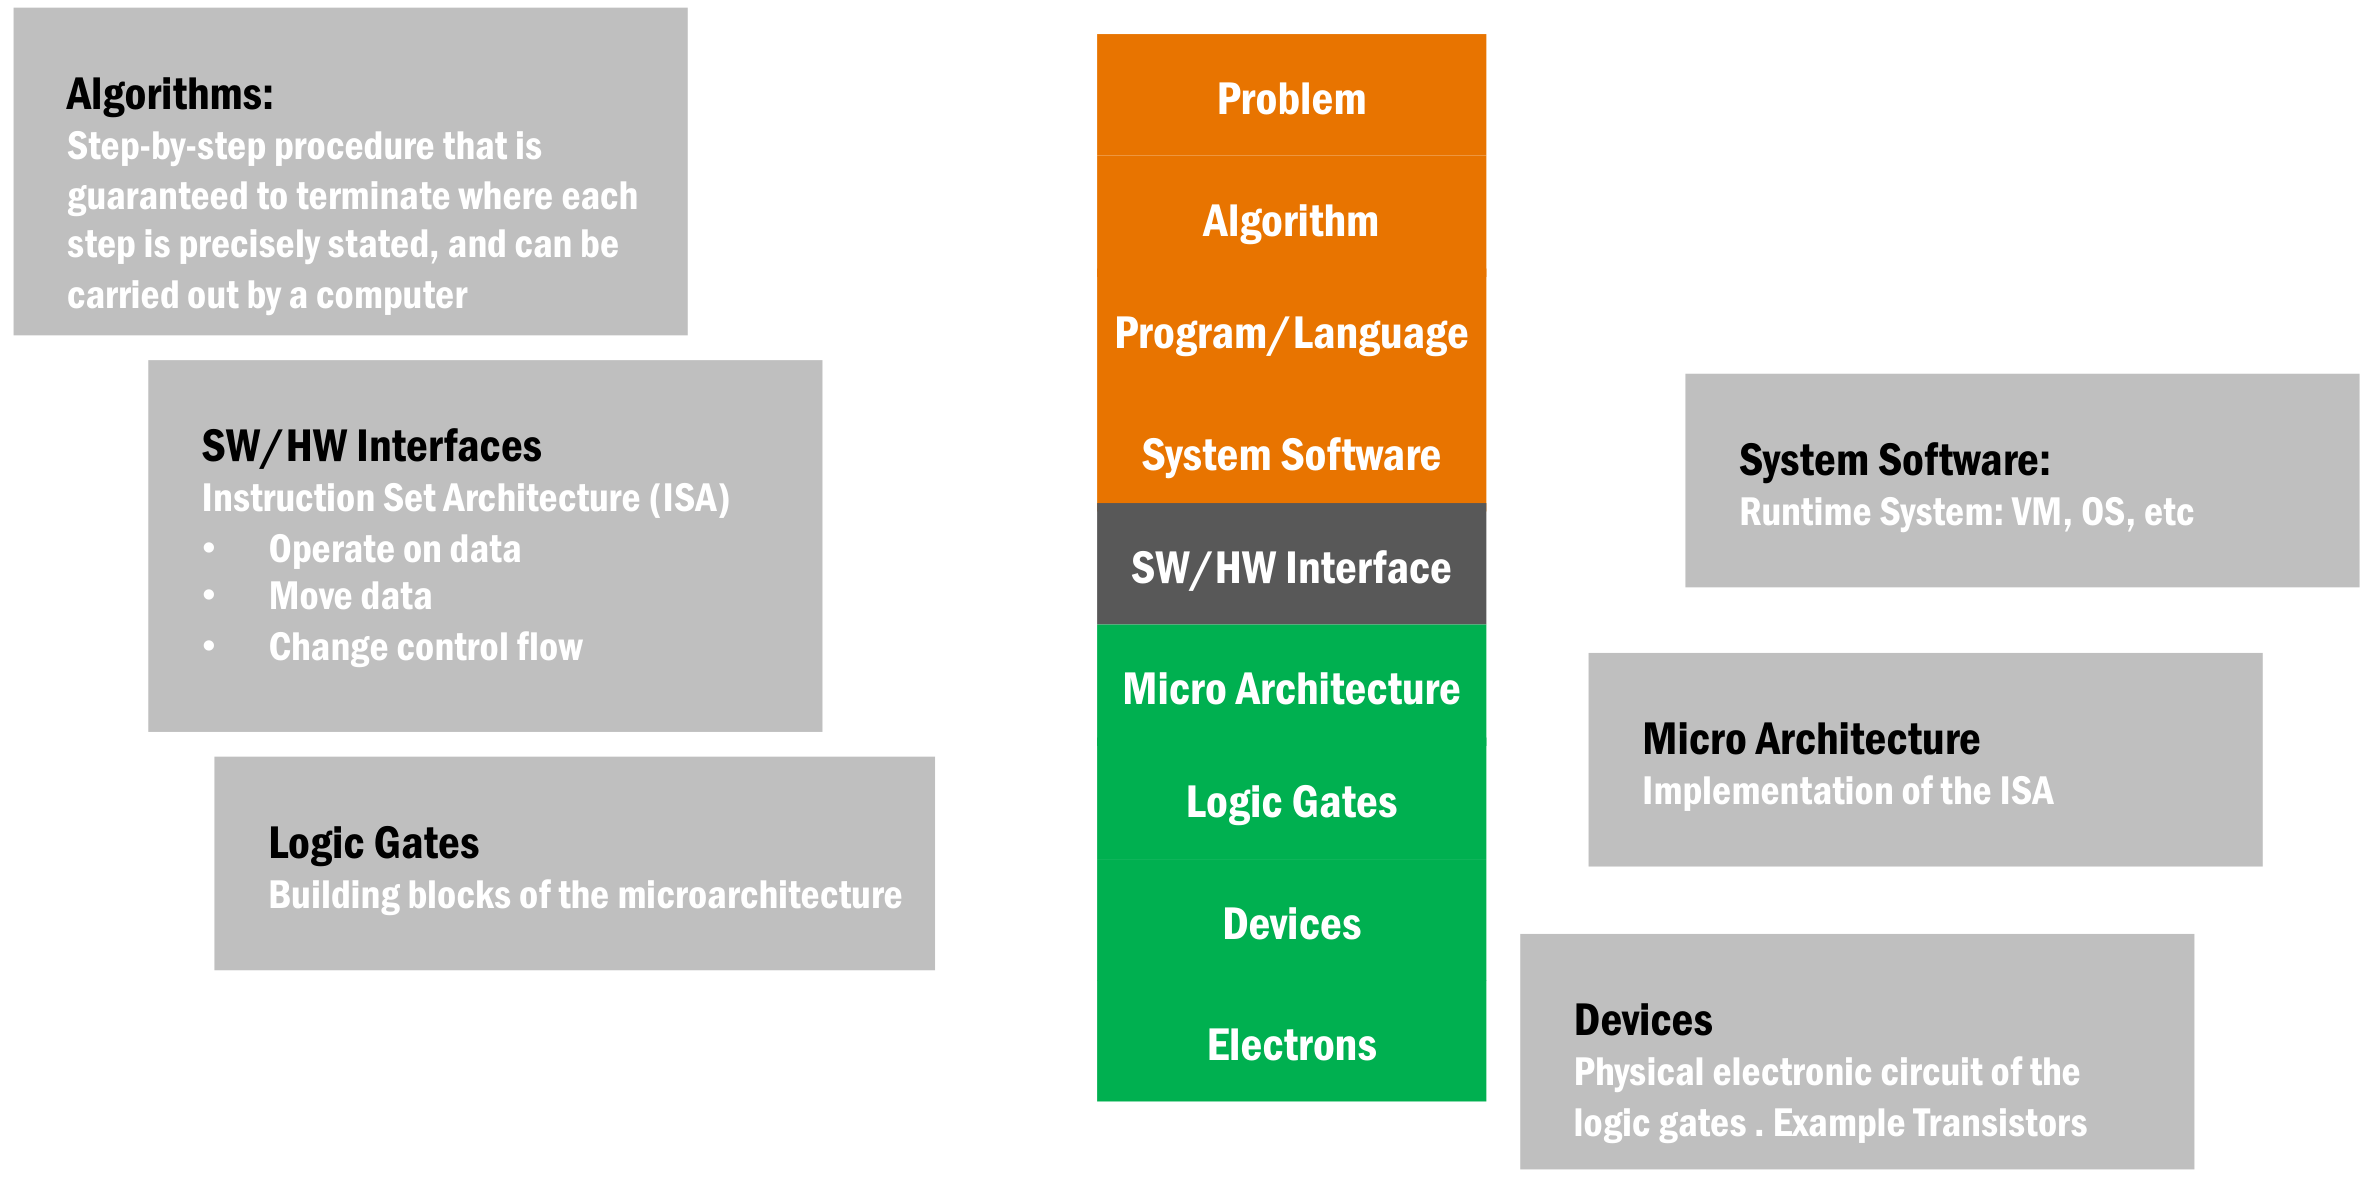 Algorithms:
Step-by-step procedure that is
guaranteed to terminate where each
step is precisely stated, and can be
carried out by a computer
SW/HW Interfaces
Instruction Set Architecture (ISA)
• Operate on data
• Move data
• Change control flow
Logic Gates
Building blocks of the microarchitecture
Problem
Algorithm
Program/Language
System Software
SW/HW Interface
Micro Architecture
Logic Gates
Devices
Electrons
System Software:
Runtime System: VM, OS, etc
Micro Architecture
Implementation of the ISA
Devices
Physical electronic circuit of the
logic gates . Example Transistors